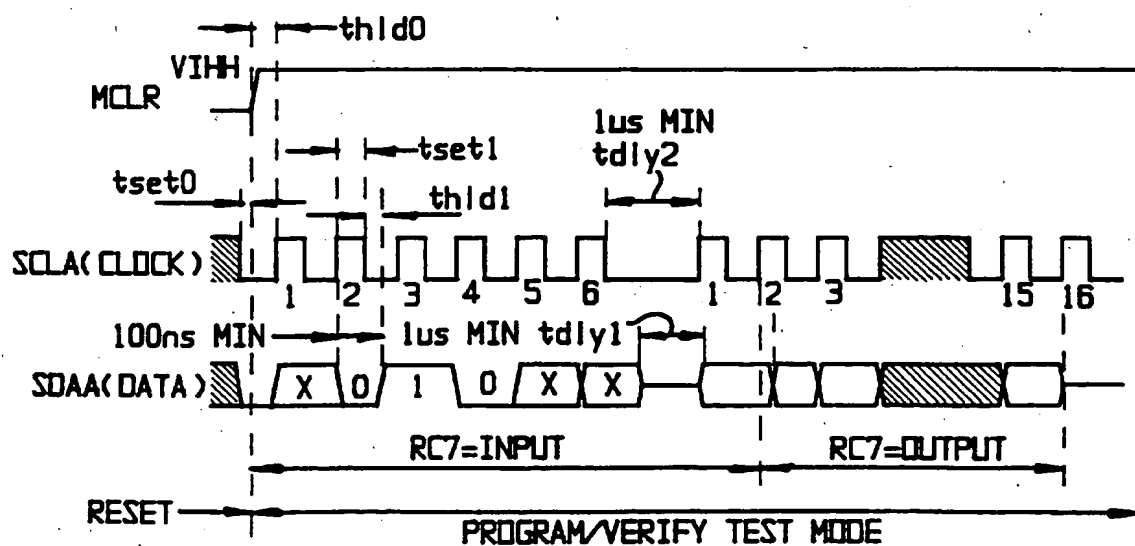 thld0
VIHH
MCLR
1us MIN
tdly2
tset1
tset0
thld1
SCLA(CLOCK)
1 2 3 4 5 6 1 2 3 15 16
100ns MIN
1us MIN tdly1
SDAA(DATA)
X 0 1 0 X X
RC7=INPUT
RC7=OUTPUT
RESET
PROGRAM/VERIFY TEST MODE